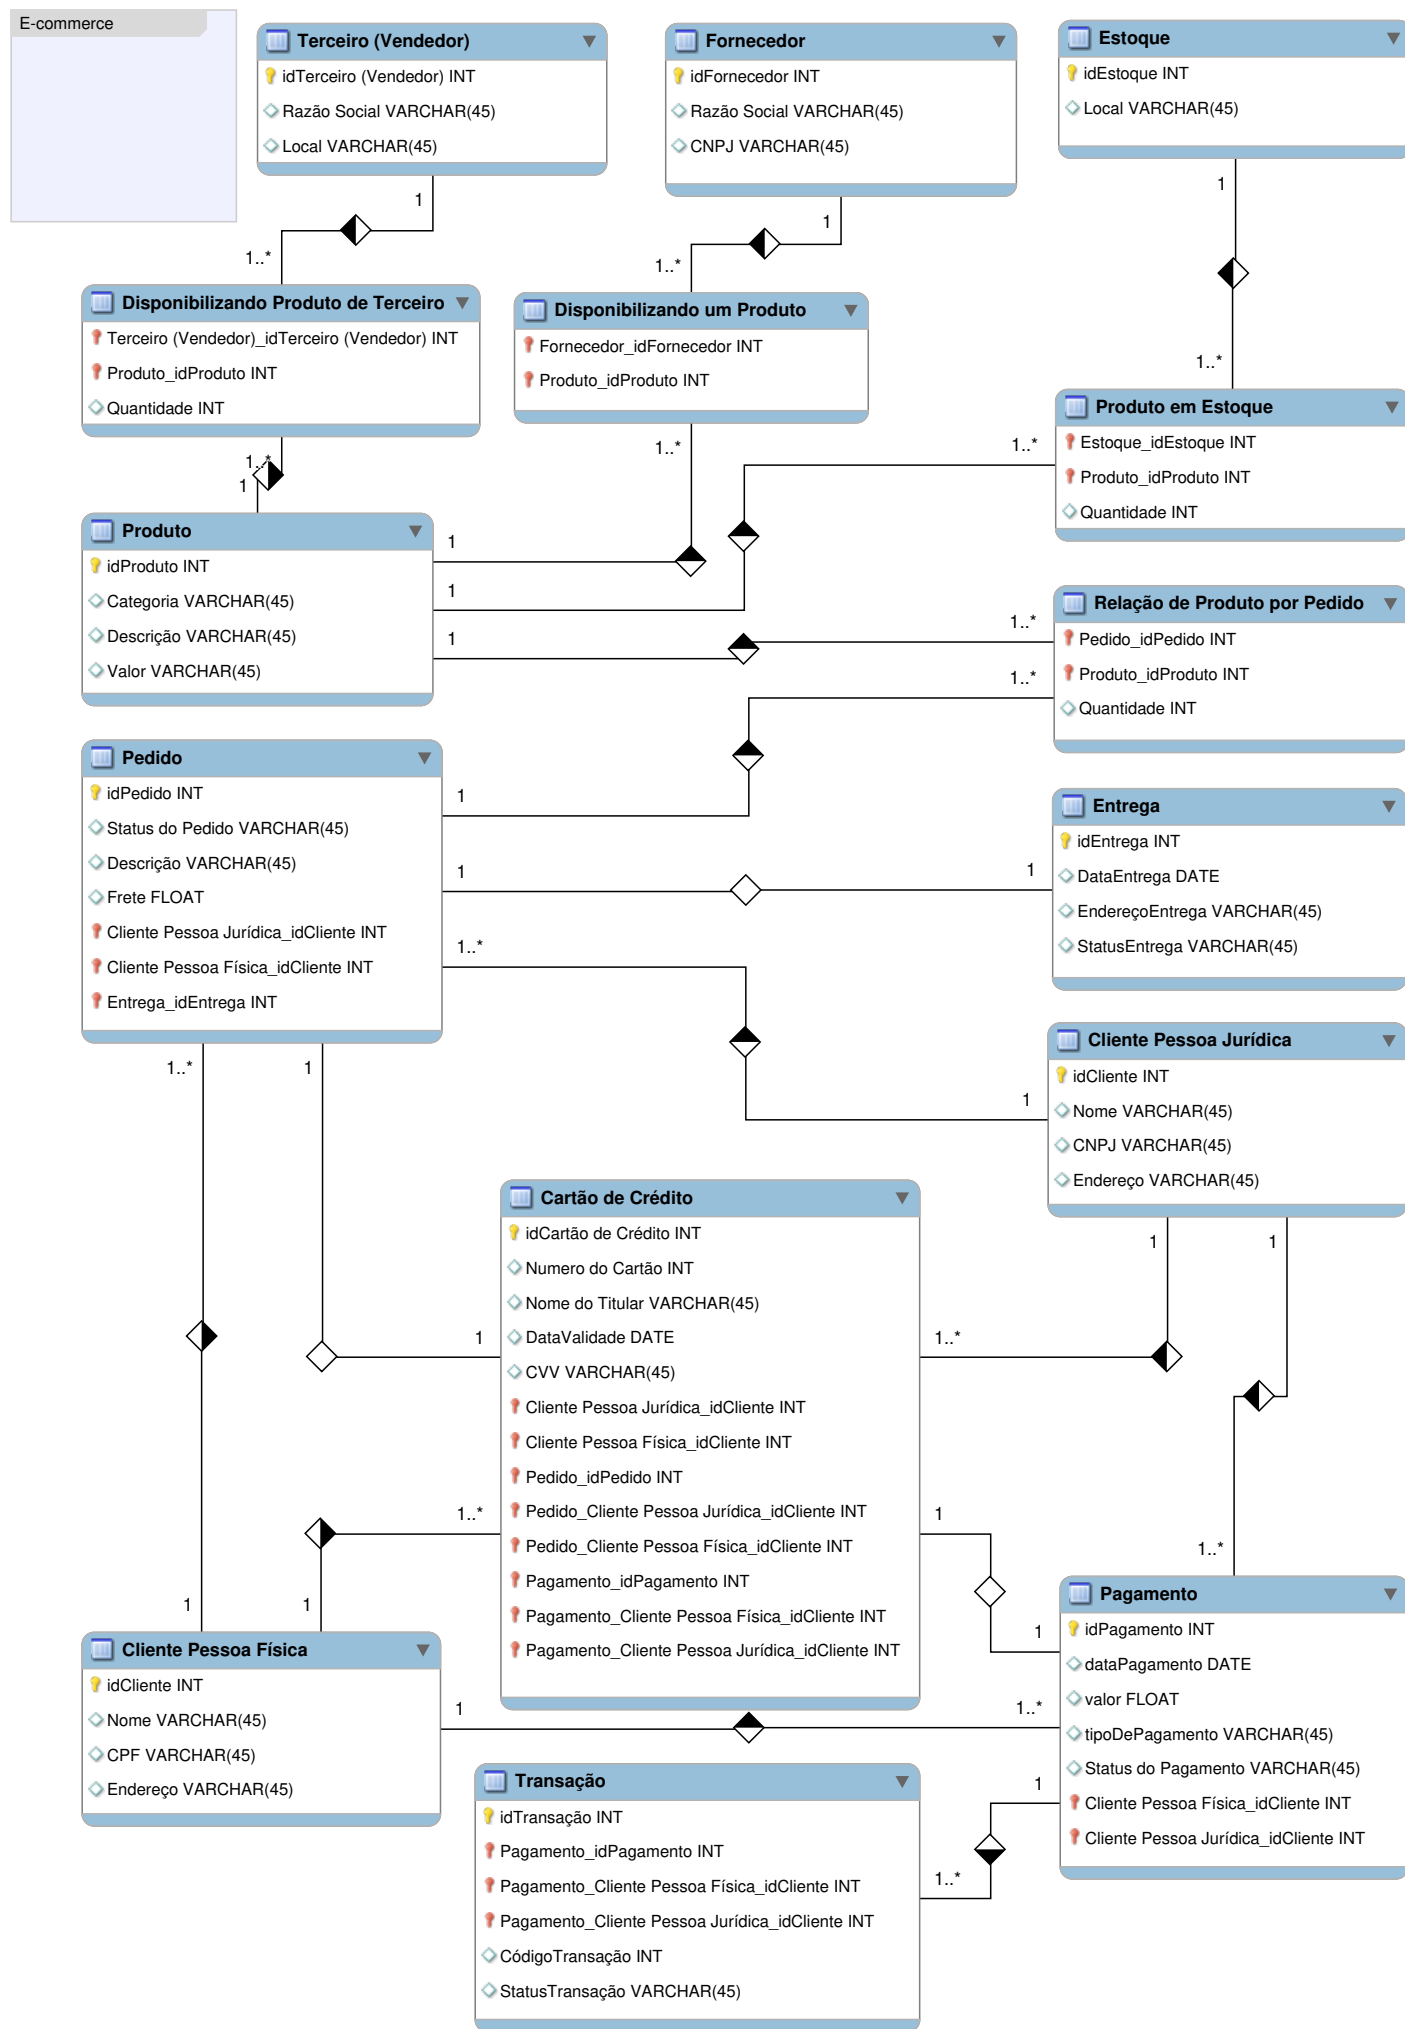 E-commerce
Terceiro (Vendedor)
idTerceiro (Vendedor) INT
Razão Social VARCHAR(45)
Local VARCHAR(45)
Fornecedor
idFornecedor INT
Razão Social VARCHAR(45)
CNPJ VARCHAR(45)
Estoque
idEstoque INT
Local VARCHAR(45)
1
1..*
1
1..*
1
1..*
Disponibilizando Produto de Terceiro
Terceiro (Vendedor)_idTerceiro (Vendedor) INT
Produto_idProduto INT
Quantidade INT
Disponibilizando um Produto
Fornecedor_idFornecedor INT
Produto_idProduto INT
Produto em Estoque
Estoque_idEstoque INT
Produto_idProduto INT
Quantidade INT
1..*
1
1..*
1..*
Produto
idProduto INT
Categoria VARCHAR(45)
Descrição VARCHAR(45)
Valor VARCHAR(45)
1
1
1
1..*
1..*
Relação de Produto por Pedido
Pedido_idPedido INT
Produto_idProduto INT
Quantidade INT
Pedido
idPedido INT
Status do Pedido VARCHAR(45)
Descrição VARCHAR(45)
Frete FLOAT
Cliente Pessoa Jurídica_idCliente INT
Cliente Pessoa Física_idCliente INT
Entrega_idEntrega INT
1
1
1
1..*
Entrega
idEntrega INT
DataEntrega DATE
EndereçoEntrega VARCHAR(45)
StatusEntrega VARCHAR(45)
Cliente Pessoa Jurídica
idCliente INT
Nome VARCHAR(45)
CNPJ VARCHAR(45)
Endereço VARCHAR(45)
1..*
1
1
1
1
Cartão de Crédito
idCartão de Crédito INT
Numero do Cartão INT
Nome do Titular VARCHAR(45)
DataValidade DATE
CVV VARCHAR(45)
Cliente Pessoa Jurídica_idCliente INT
Cliente Pessoa Física_idCliente INT
Pedido_idPedido INT
Pedido_Cliente Pessoa Jurídica_idCliente INT
Pedido_Cliente Pessoa Física_idCliente INT
Pagamento_idPagamento INT
Pagamento_Cliente Pessoa Física_idCliente INT
Pagamento_Cliente Pessoa Jurídica_idCliente INT
1
1..*
1..*
1
1..*
1
1
1
Cliente Pessoa Física
idCliente INT
Nome VARCHAR(45)
CPF VARCHAR(45)
Endereço VARCHAR(45)
1
1..*
Pagamento
idPagamento INT
dataPagamento DATE
valor FLOAT
tipoDePagamento VARCHAR(45)
Status do Pagamento VARCHAR(45)
Cliente Pessoa Física_idCliente INT
Cliente Pessoa Jurídica_idCliente INT
1
1..*
Transação
idTransação INT
Pagamento_idPagamento INT
Pagamento_Cliente Pessoa Física_idCliente INT
Pagamento_Cliente Pessoa Jurídica_idCliente INT
CódigoTransação INT
StatusTransação VARCHAR(45)